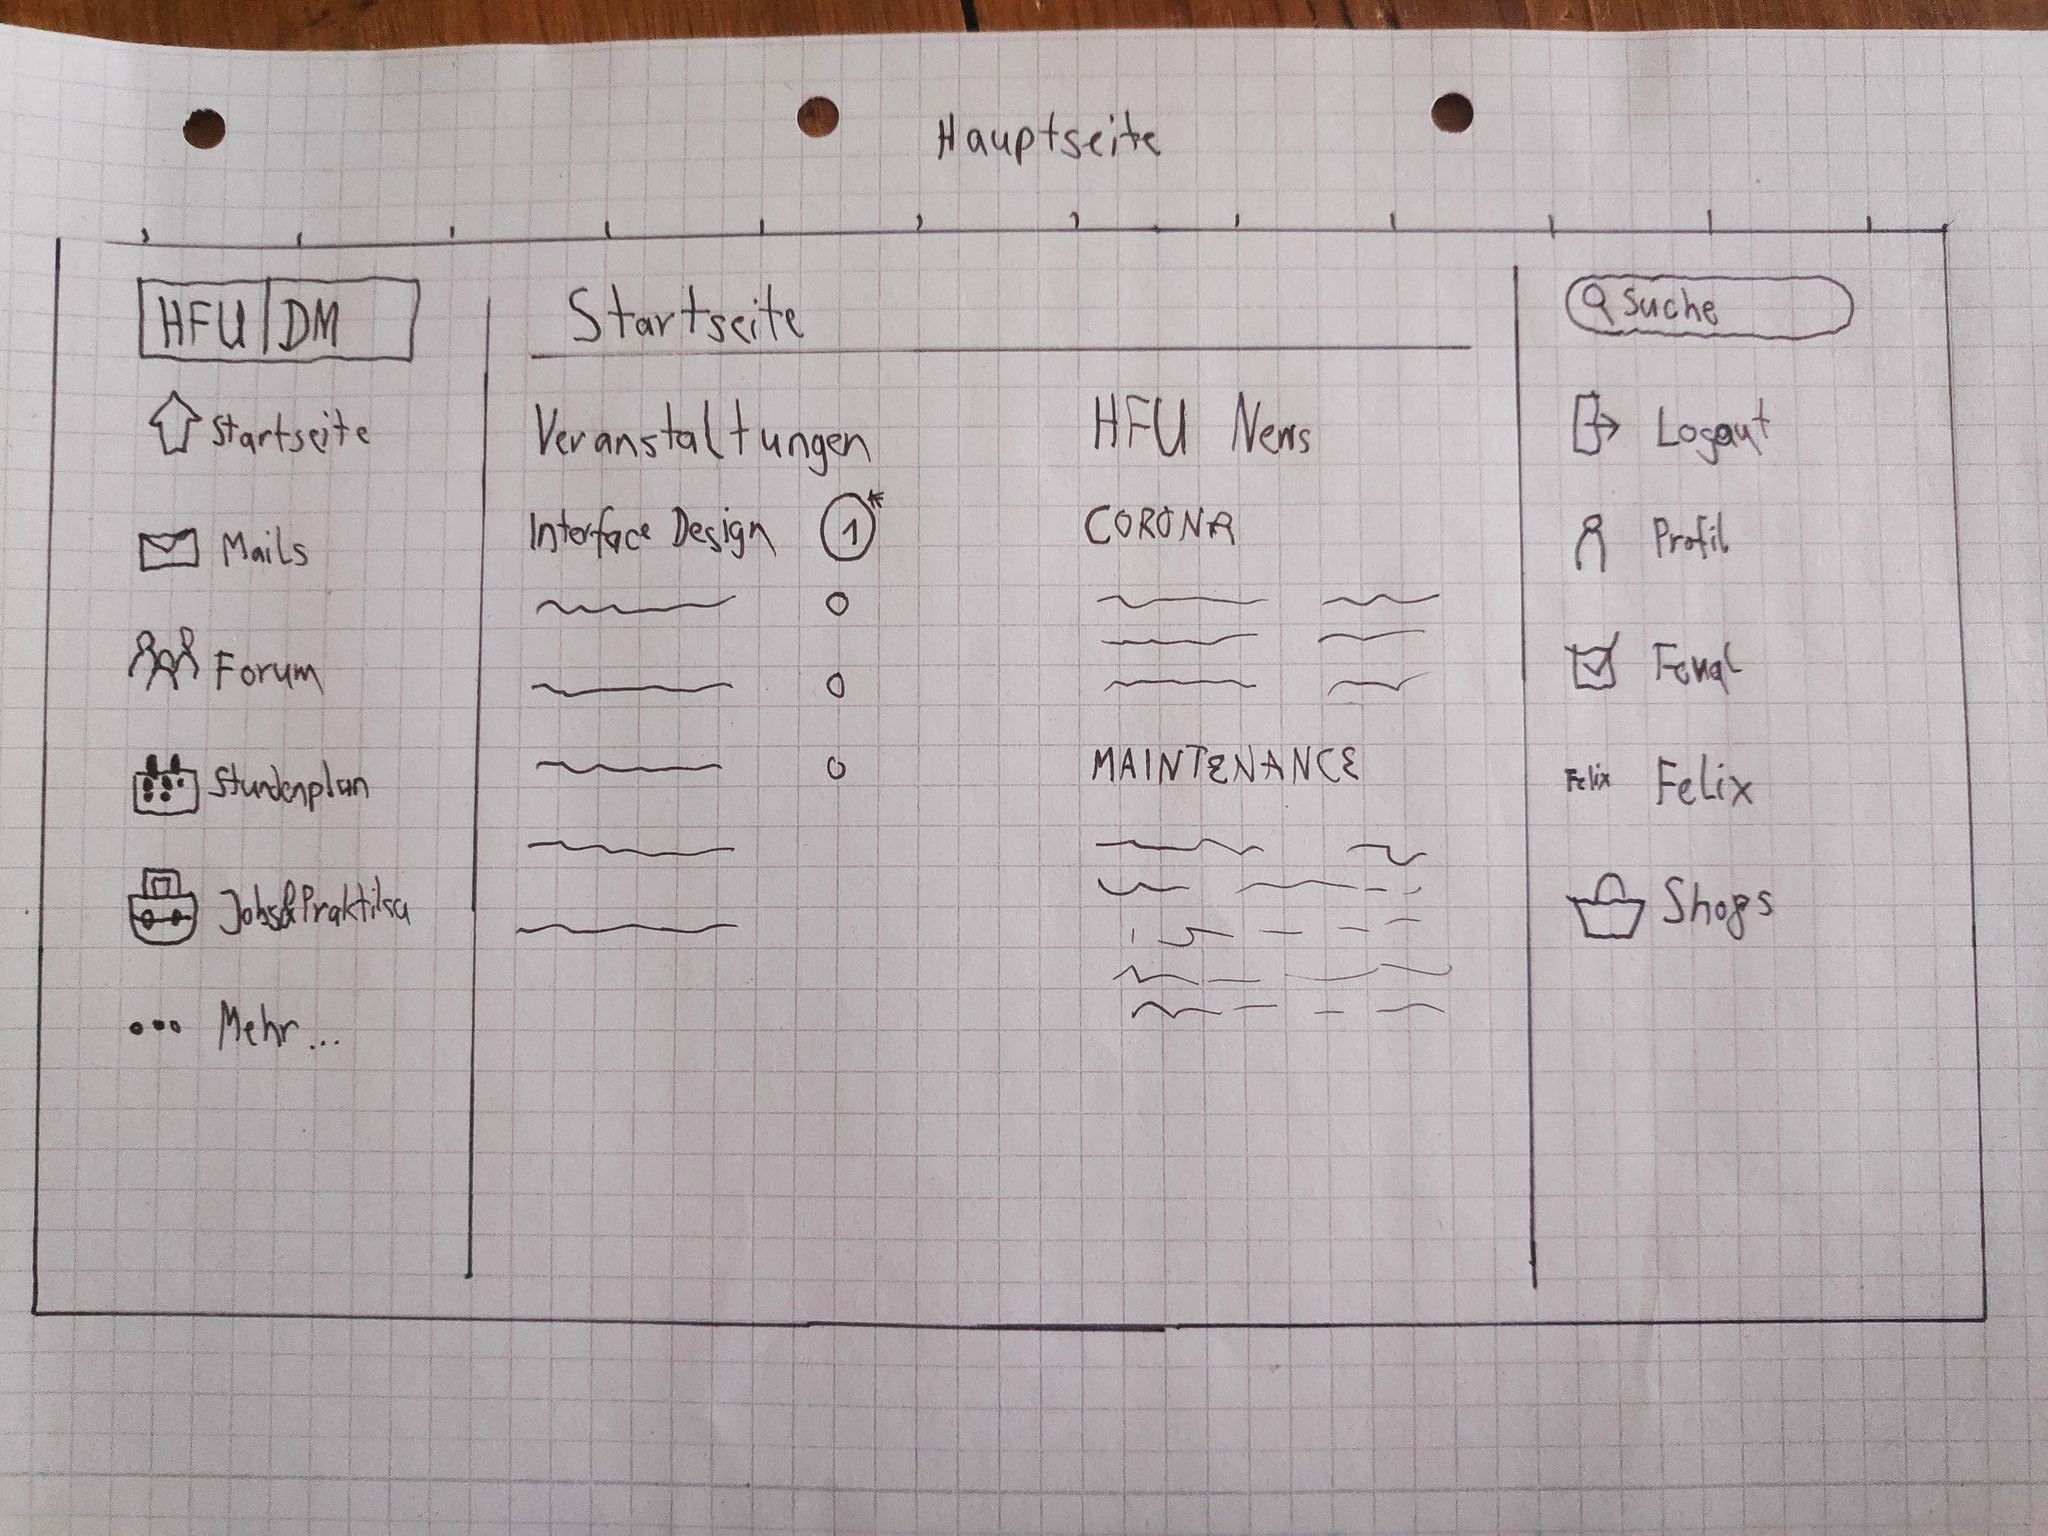 Hauptseite
HFU|DM
Startseite
Mails
Forum
Stundenplan
Jobs&Praktika
Mehr...
Startseite
Veranstaltungen
Interface Design 1
HFU News
CORONA
MAINTENANCE
Suche
Logout
Profil
Felix Felix
Shops